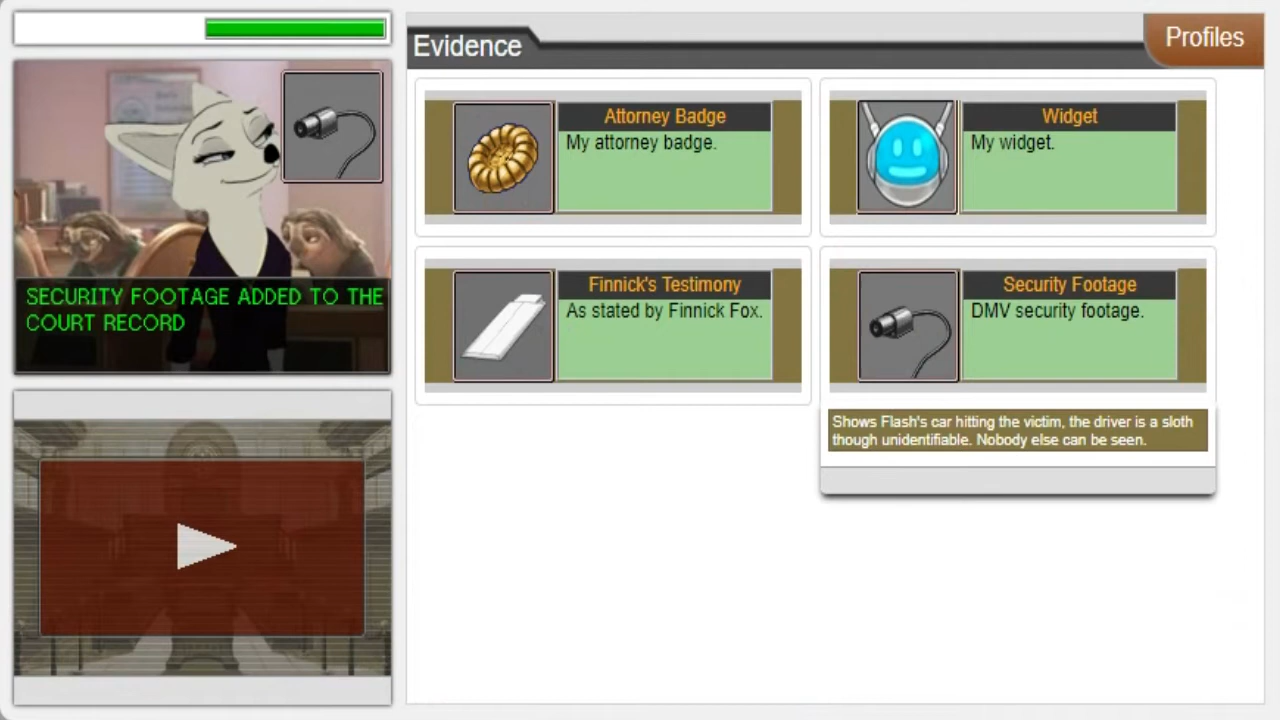 Evidence
Profiles
Attorney Badge
My attorney badge.
Widget
My widget.
Finnick's Testimony
As stated by Finnick Fox.
Security Footage
DMV security footage.
Shows Flash's car hitting the victim, the driver is a sloth
though unidentifiable. Nobody else can be seen.
SECURITY FOOTAGE ADDED TO THE
COURT RECORD